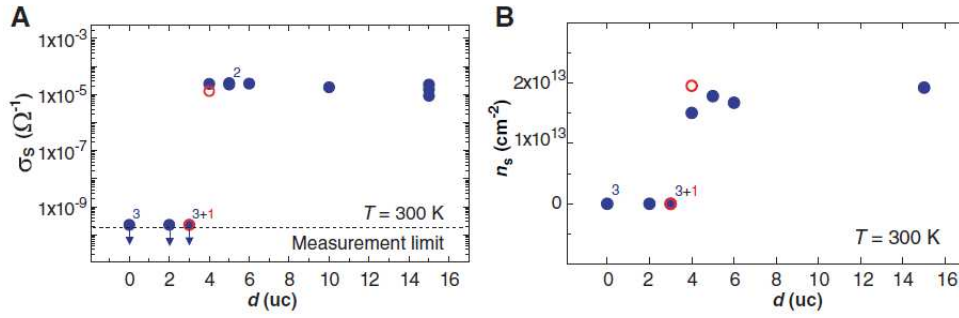 A
B
1x10⁻³
1x10⁻⁵
1x10⁻⁷
1x10⁻⁹
σs (Ω⁻¹)
2
3
3+1
T = 300 K
Measurement limit
0 2 4 6 8 10 12 14 16
d (uc)
2x10¹³
1x10¹³
0
ns (cm⁻²)
3
3+1
T = 300 K
0 2 4 6 8 10 12 14 16
d (uc)